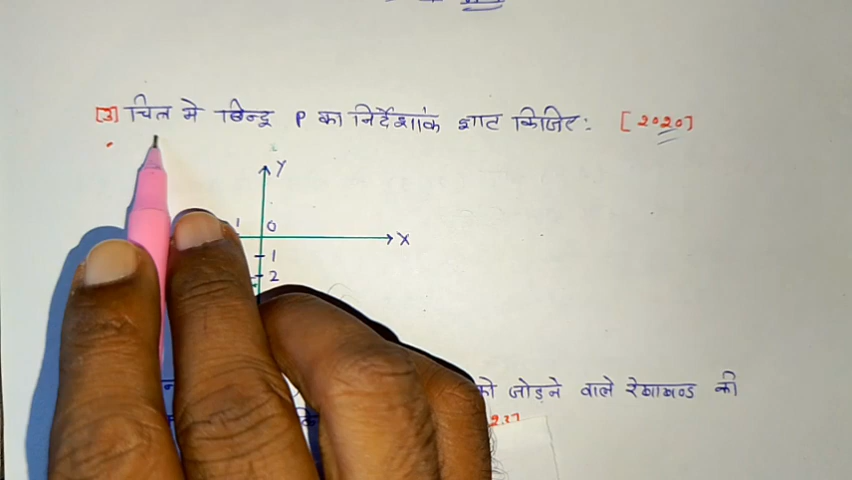 [3] चित्र मे बिन्दु P का निर्देशांक ज्ञात किजिए: [2020]
Y
1 0
X
1
2
को जोड़ने वाले रेखाखण्ड की